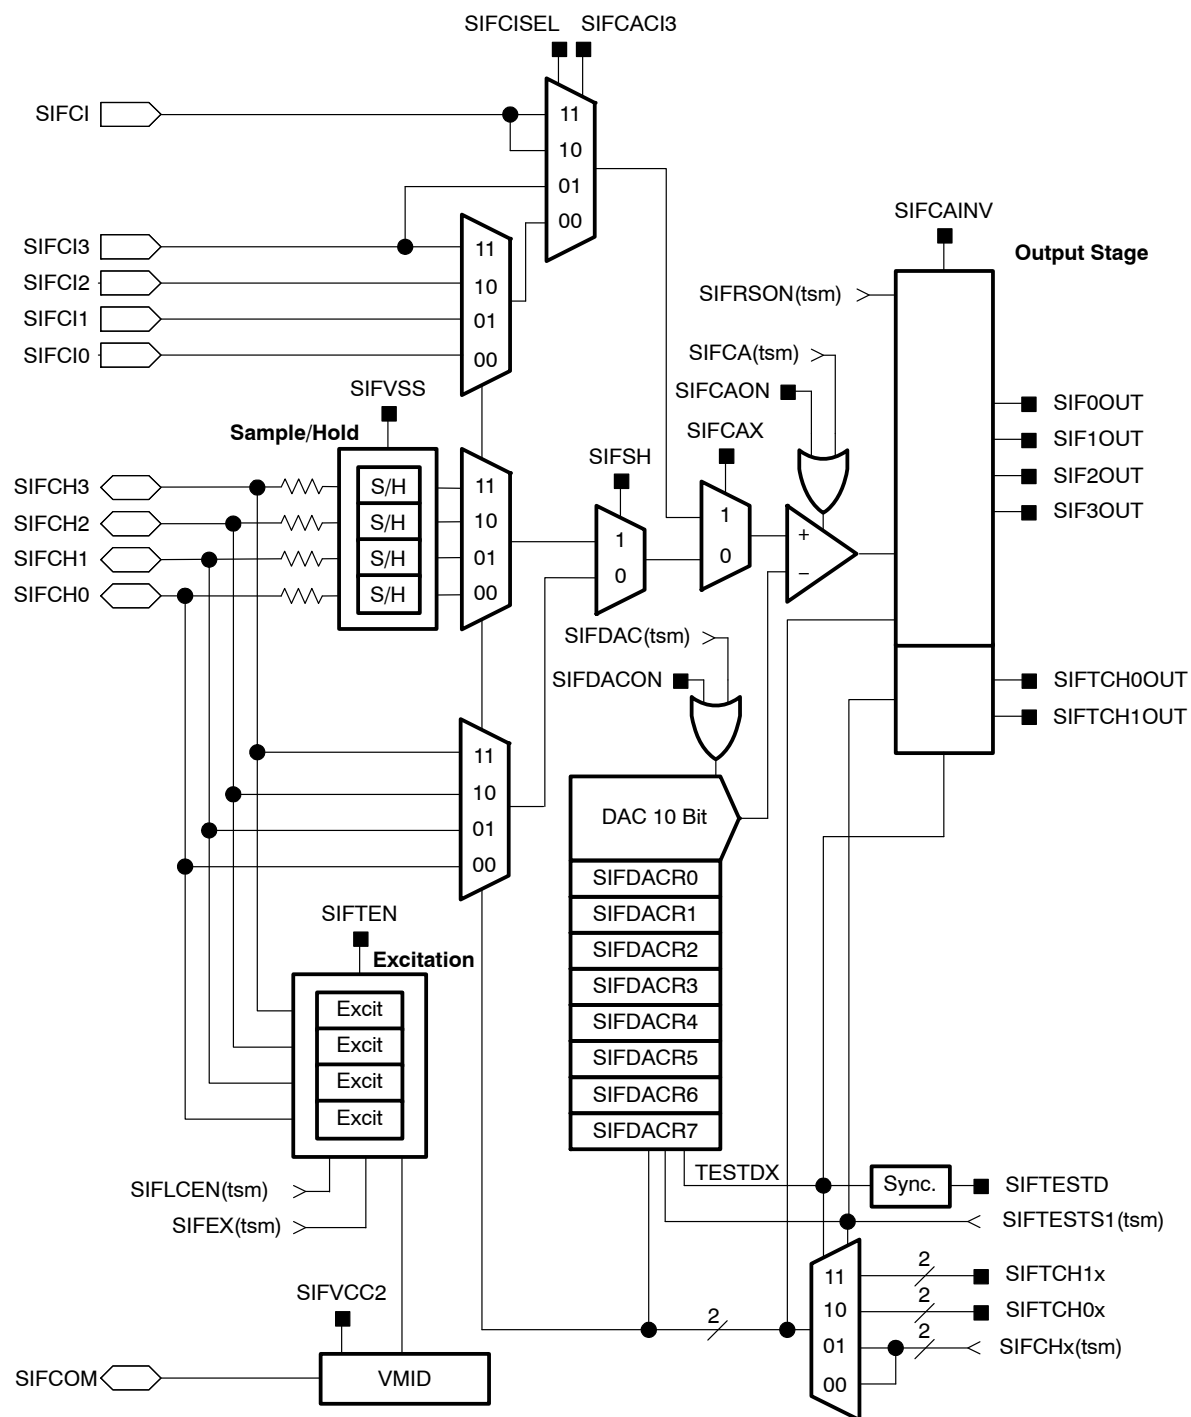 SIFCISEL SIFCACI3
SIFCI
11
10
01
00
SIFCI3
SIFCI2
SIFCI1
SIFCI0
11
10
01
00
SIFCAINV
Output Stage
SIFRSON(tsm)
SIFCA(tsm)
SIFCAON
SIFCAX
SIF0OUT
SIF1OUT
SIF2OUT
SIF3OUT
SIFVSS
Sample/Hold
SIFSH
SIFCH3
SIFCH2
SIFCH1
SIFCH0
S/H
S/H
S/H
S/H
11
10
01
00
1
0
1
0
+
−
SIFDAC(tsm)
SIFDACON
SIFTCH0OUT
SIFTCH1OUT
11
10
01
00
DAC 10 Bit
SIFDACR0
SIFDACR1
SIFDACR2
SIFDACR3
SIFDACR4
SIFDACR5
SIFDACR6
SIFDACR7
SIFTEN
Excitation
Excit
Excit
Excit
Excit
SIFLCEN(tsm)
SIFEX(tsm)
TESTDX
Sync.
SIFTESTD
SIFTESTS1(tsm)
11
10
01
00
2
SIFTCH1x
2
SIFTCH0x
2
SIFCHx(tsm)
2
SIFVCC2
SIFCOM
VMID